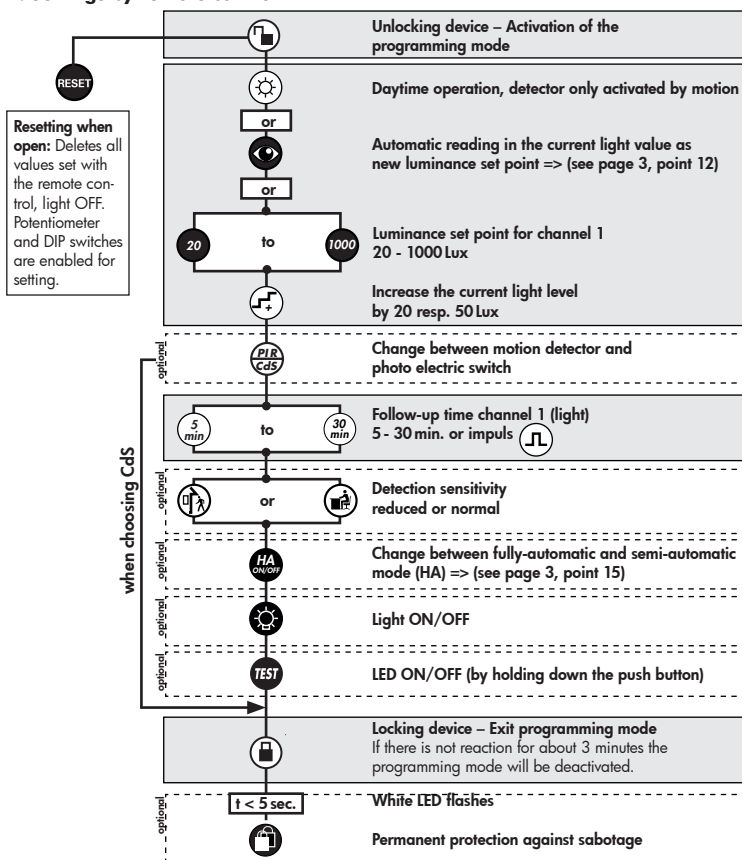 Unlocking device – Activation of the
programming mode
RESET
Resetting when
open: Deletes all
values set with
the remote con-
trol, light OFF.
Potentiometer
and DIP switches
are enabled for
setting.
Daytime operation, detector only activated by motion
or
Automatic reading in the current light value as
new luminance set point => (see page 3, point 12)
or
20 to 1000
Luminance set point for channel 1
20 - 1000 Lux
Increase the current light level
by 20 resp. 50 Lux
optional
PIR
CdS
Change between motion detector and
photo electric switch
when choosing CdS
5
min
to
30
min
Follow-up time channel 1 (light)
5 - 30 min. or impuls
optional
or
Detection sensitivity
reduced or normal
optional
HA
ON/OFF
Change between fully-automatic and semi-automatic
mode (HA) => (see page 3, point 15)
optional
Light ON/OFF
optional
TEST
LED ON/OFF (by holding down the push button)
Locking device – Exit programming mode
If there is not reaction for about 3 minutes the
programming mode will be deactivated.
optional
t < 5 sec.
White LED flashes
Permanent protection against sabotage